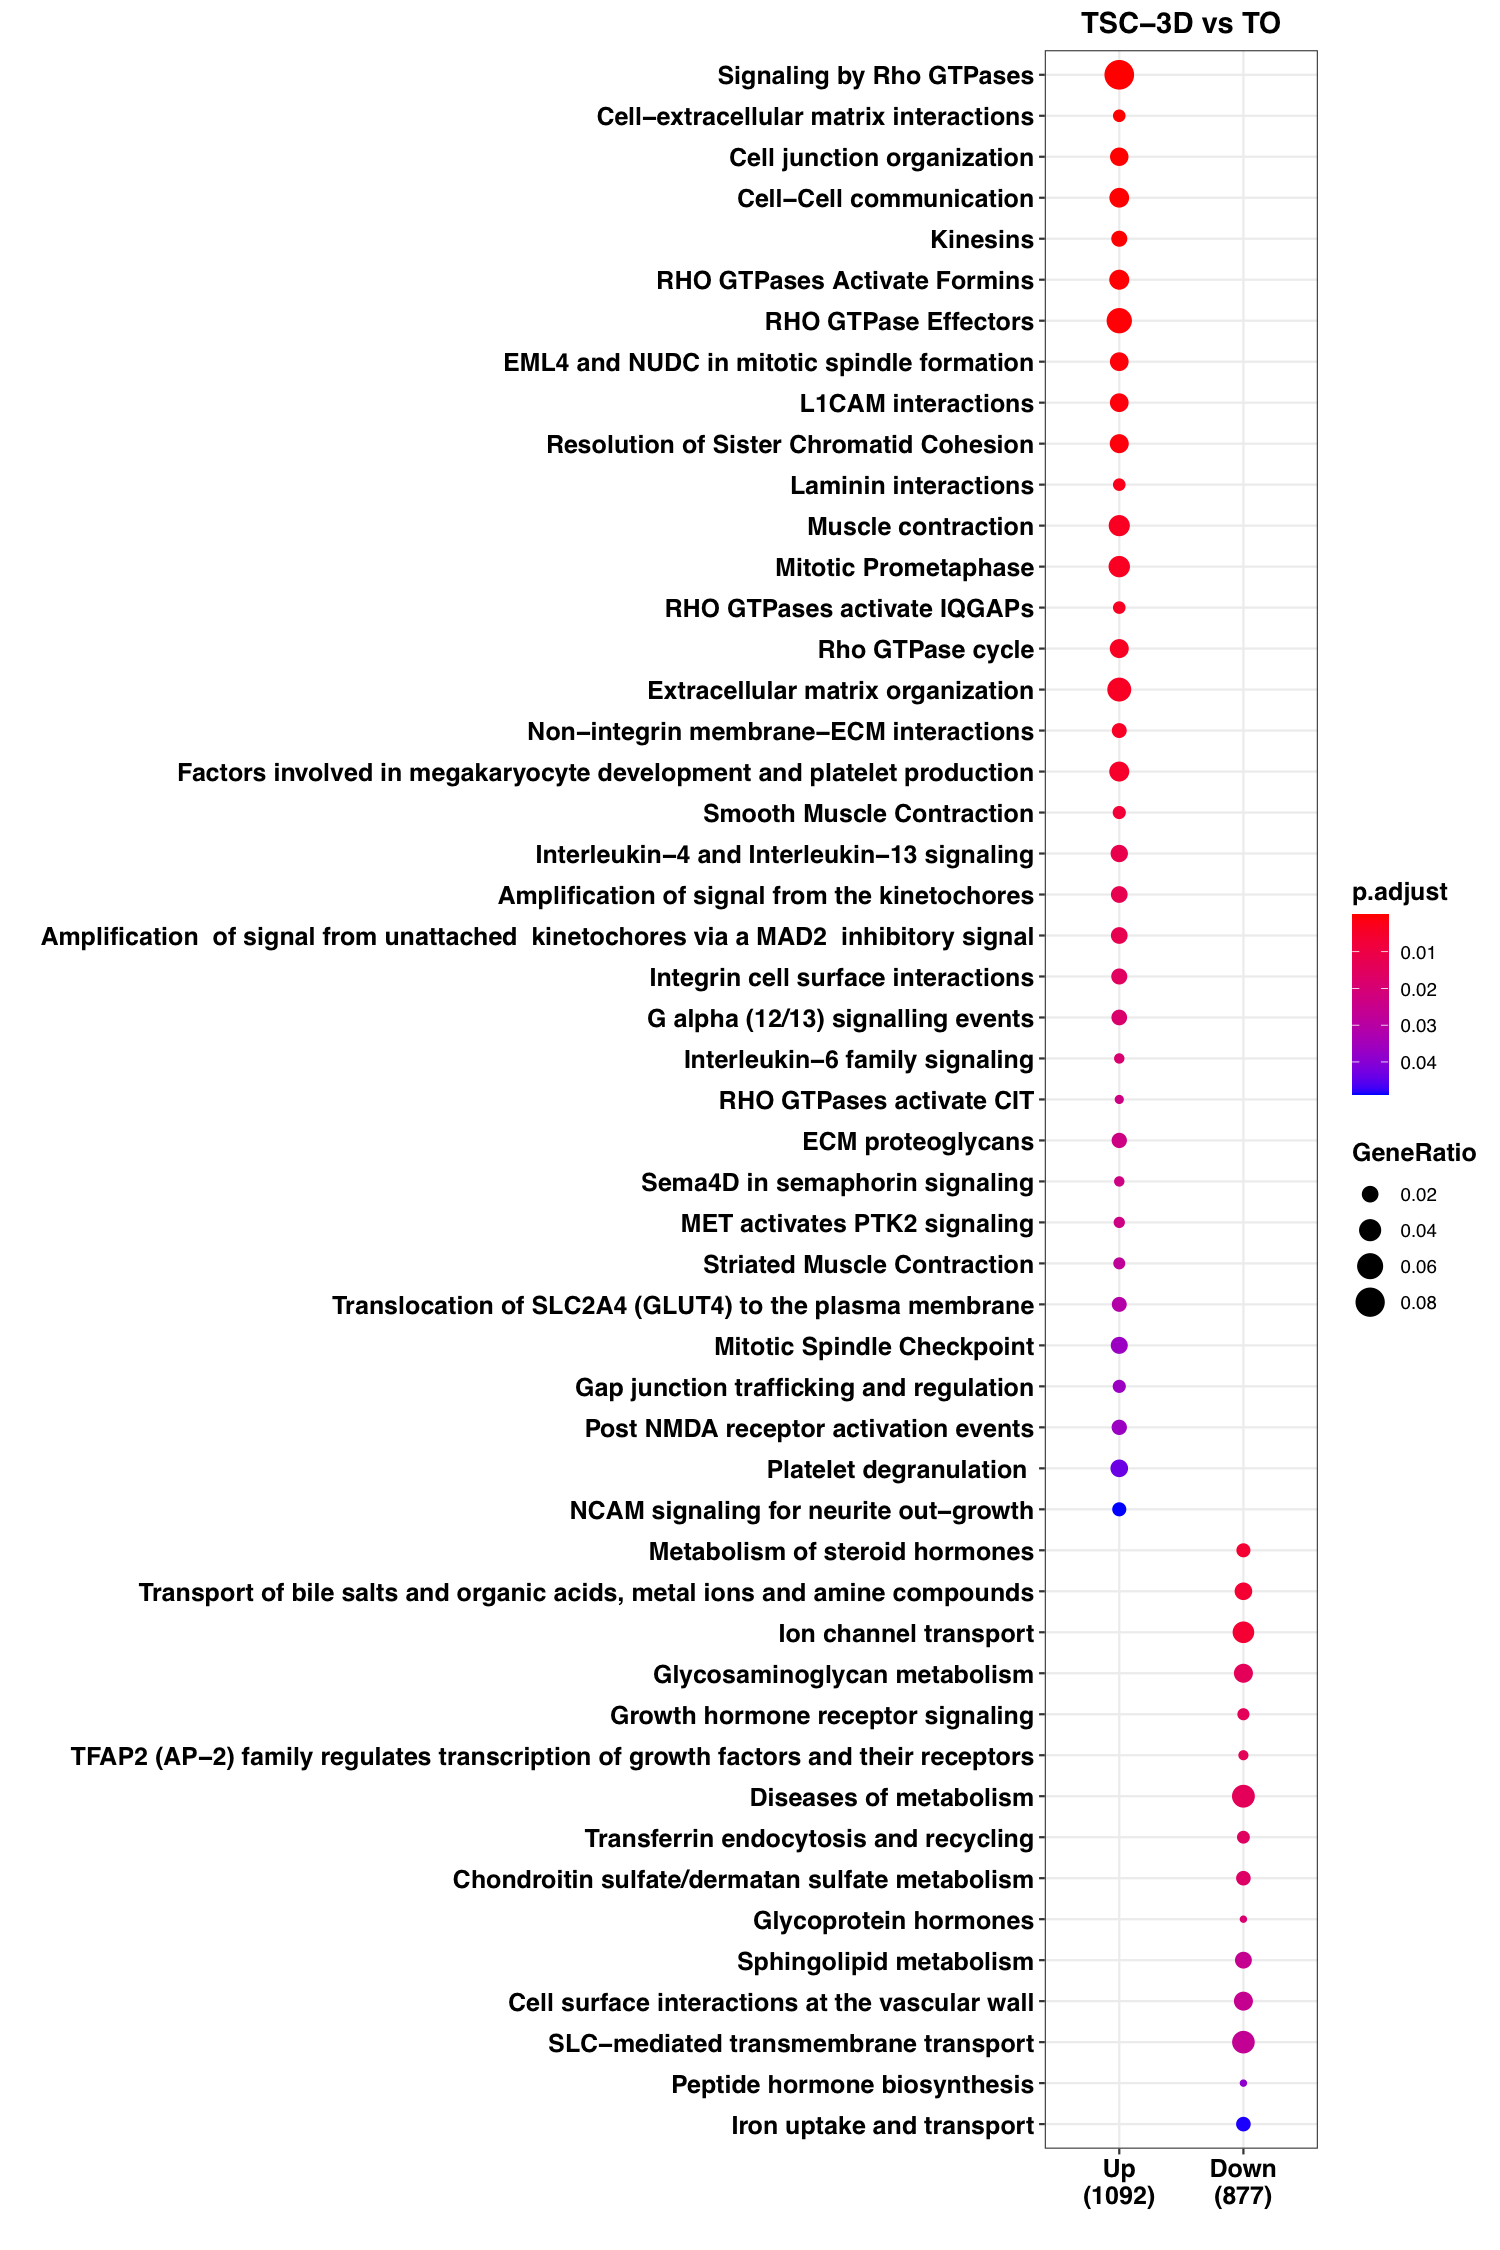 TSC−3D vs TO
Signaling by Rho GTPases
Cell−extracellular matrix interactions
Cell junction organization
Cell−Cell communication
Kinesins
RHO GTPases Activate Formins
RHO GTPase Effectors
EML4 and NUDC in mitotic spindle formation
L1CAM interactions
Resolution of Sister Chromatid Cohesion
Laminin interactions
Muscle contraction
Mitotic Prometaphase
RHO GTPases activate IQGAPs
Rho GTPase cycle
Extracellular matrix organization
Non−integrin membrane−ECM interactions
Factors involved in megakaryocyte development and platelet production
Smooth Muscle Contraction
Interleukin−4 and Interleukin−13 signaling
Amplification of signal from the kinetochores
Amplification  of signal from unattached  kinetochores via a MAD2  inhibitory signal
Integrin cell surface interactions
G alpha (12/13) signalling events
Interleukin−6 family signaling
RHO GTPases activate CIT
ECM proteoglycans
Sema4D in semaphorin signaling
MET activates PTK2 signaling
Striated Muscle Contraction
Translocation of SLC2A4 (GLUT4) to the plasma membrane
Mitotic Spindle Checkpoint
Gap junction trafficking and regulation
Post NMDA receptor activation events
Platelet degranulation
NCAM signaling for neurite out−growth
Metabolism of steroid hormones
Transport of bile salts and organic acids, metal ions and amine compounds
Ion channel transport
Glycosaminoglycan metabolism
Growth hormone receptor signaling
TFAP2 (AP−2) family regulates transcription of growth factors and their receptors
Diseases of metabolism
Transferrin endocytosis and recycling
Chondroitin sulfate/dermatan sulfate metabolism
Glycoprotein hormones
Sphingolipid metabolism
Cell surface interactions at the vascular wall
SLC−mediated transmembrane transport
Peptide hormone biosynthesis
Iron uptake and transport
Up Down
(1092) (877)
p.adjust
0.01
0.02
0.03
0.04
GeneRatio
0.02
0.04
0.06
0.08